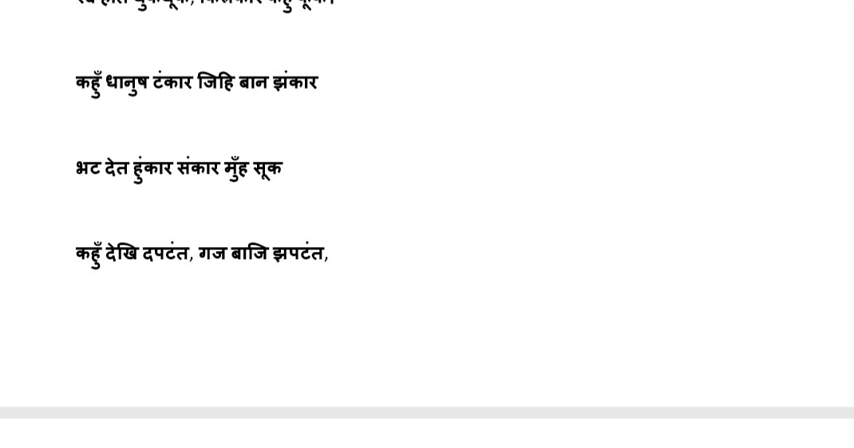 कहुँ धानुष टंकार जिहि बान झंकार
भट देत हुंकार संकार मुँह सूक
कहुँ देखि दपटंत, गज बाजि झपटंत,